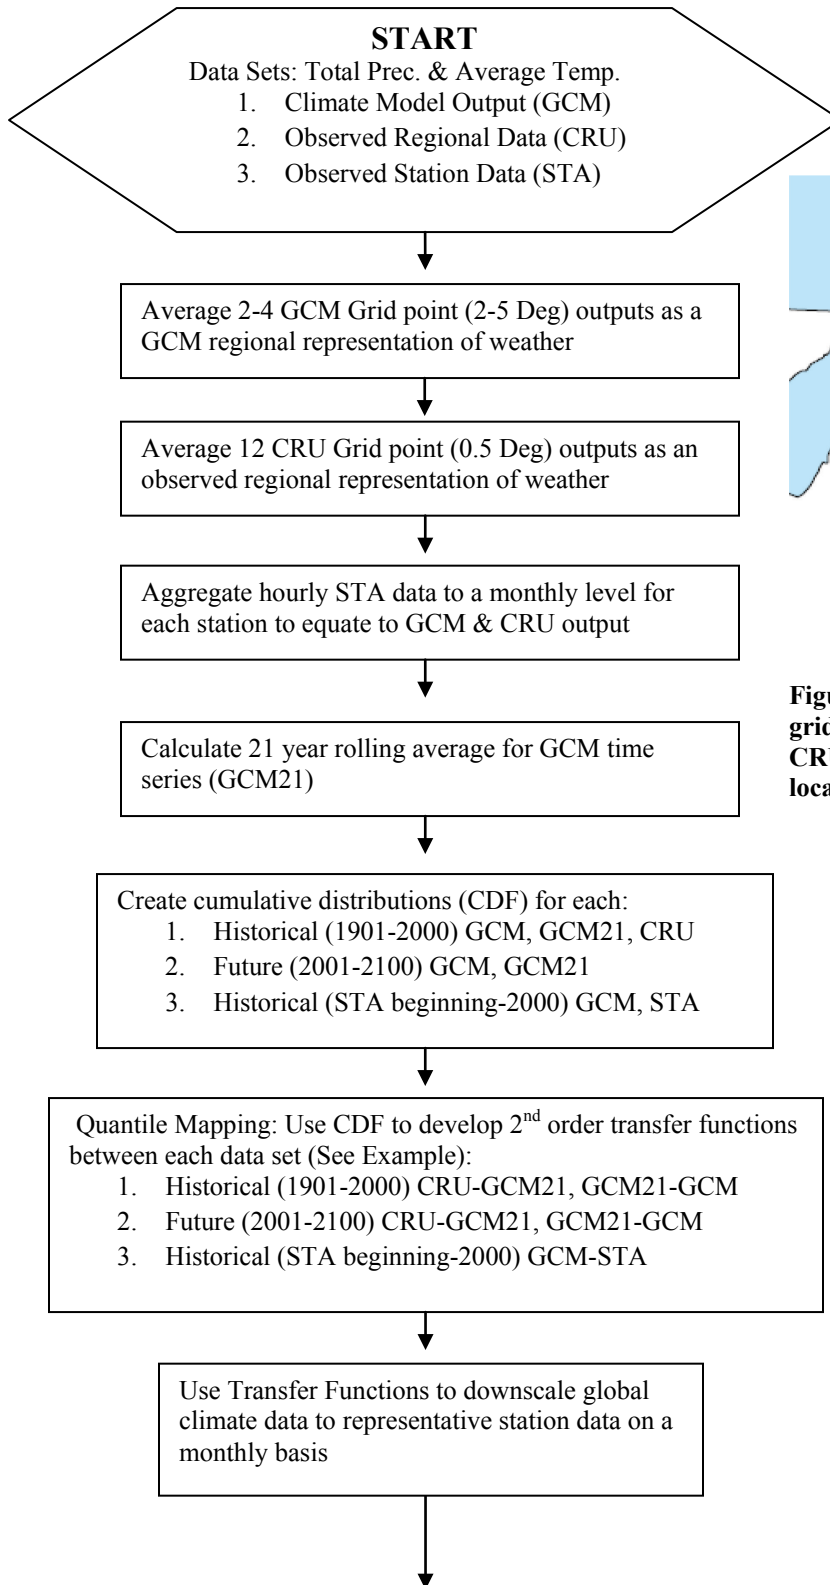 START
Data Sets: Total Prec. & Average Temp.
1. Climate Model Output (GCM)
2. Observed Regional Data (CRU)
3. Observed Station Data (STA)
Average 2-4 GCM Grid point (2-5 Deg) outputs as a
GCM regional representation of weather
Average 12 CRU Grid point (0.5 Deg) outputs as an
observed regional representation of weather
Aggregate hourly STA data to a monthly level for
each station to equate to GCM & CRU output
Calculate 21 year rolling average for GCM time
series (GCM21)
Create cumulative distributions (CDF) for each:
1. Historical (1901-2000) GCM, GCM21, CRU
2. Future (2001-2100) GCM, GCM21
3. Historical (STA beginning-2000) GCM, STA
Quantile Mapping: Use CDF to develop 2nd order transfer functions
between each data set (See Example):
1. Historical (1901-2000) CRU-GCM21, GCM21-GCM
2. Future (2001-2100) CRU-GCM21, GCM21-GCM
3. Historical (STA beginning-2000) GCM-STA
Use Transfer Functions to downscale global
climate data to representative station data on a
monthly basis